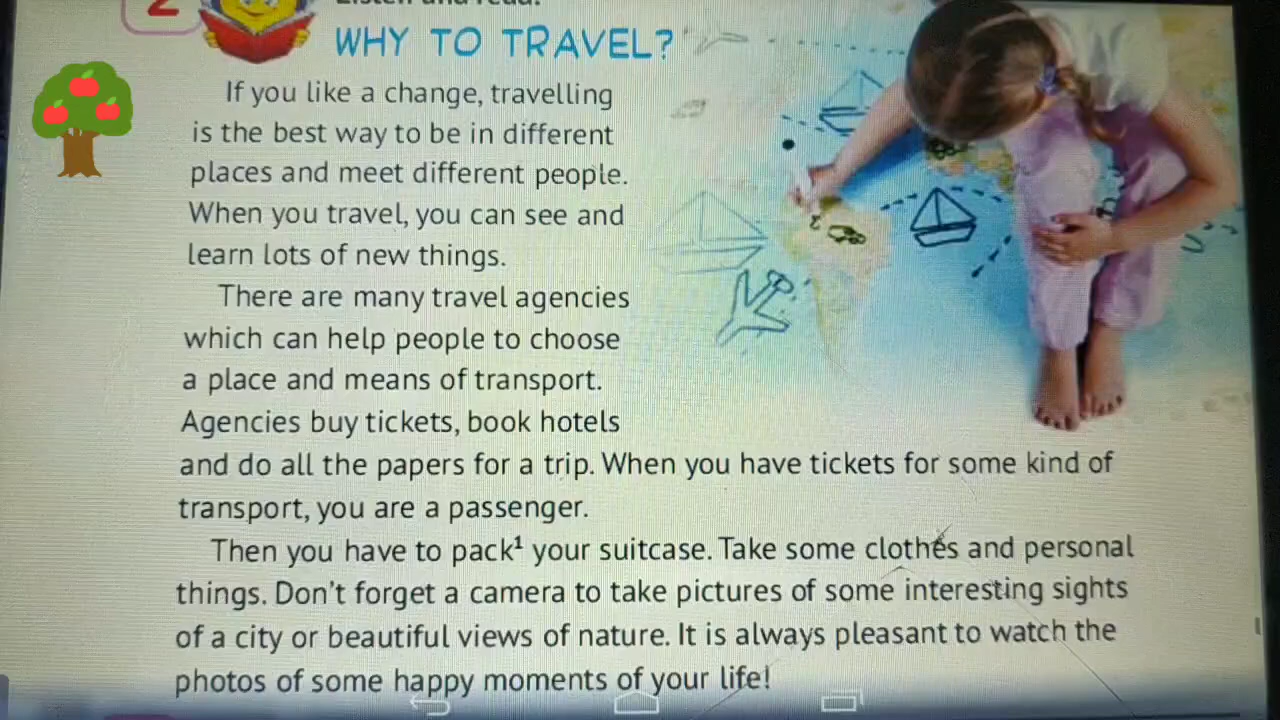 2
Listen and read.
WHY TO TRAVEL?
If you like a change, travelling
is the best way to be in different
places and meet different people.
When you travel, you can see and
learn lots of new things.
There are many travel agencies
which can help people to choose
a place and means of transport.
Agencies buy tickets, book hotels
and do all the papers for a trip. When you have tickets for some kind of
transport, you are a passenger.
Then you have to pack¹ your suitcase. Take some clothes and personal
things. Don't forget a camera to take pictures of some interesting sights
of a city or beautiful views of nature. It is always pleasant to watch the
photos of some happy moments of your life!